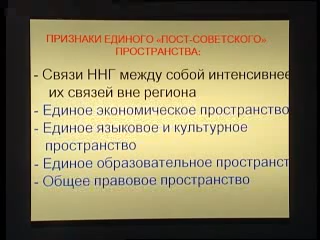 ПРИЗНАКИ ЕДИНОГО «ПОСТ-СОВЕТСКОГО»
ПРОСТРАНСТВА:
- Связи ННГ между собой интенсивнее
их связей вне региона
- Единое экономическое пространство
- Единое языковое и культурное
пространство
- Единое образовательное пространст
- Общее правовое пространство